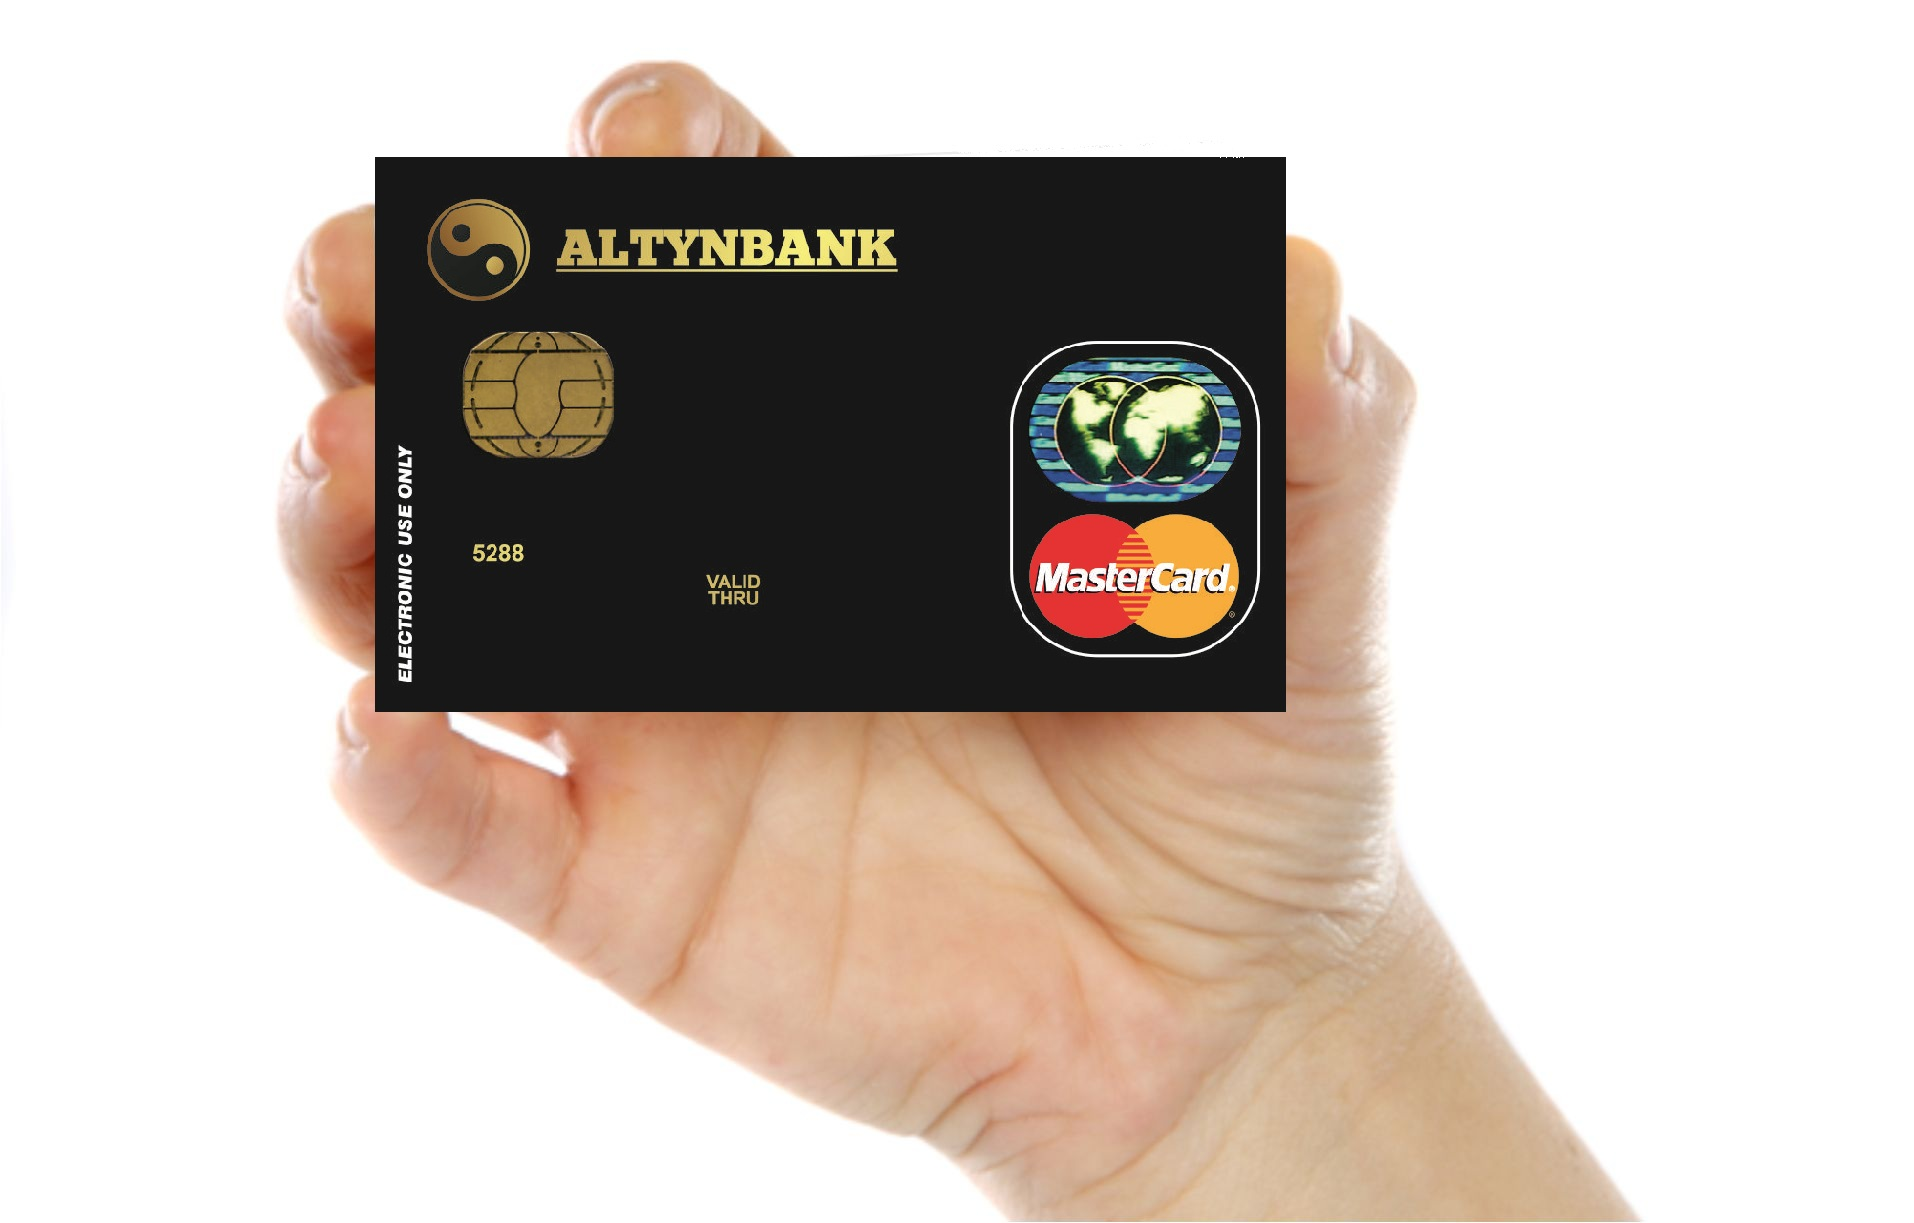 ALTYNBANK
ELECTRONIC USE ONLY
5288
VALID
THRU
MasterCard.